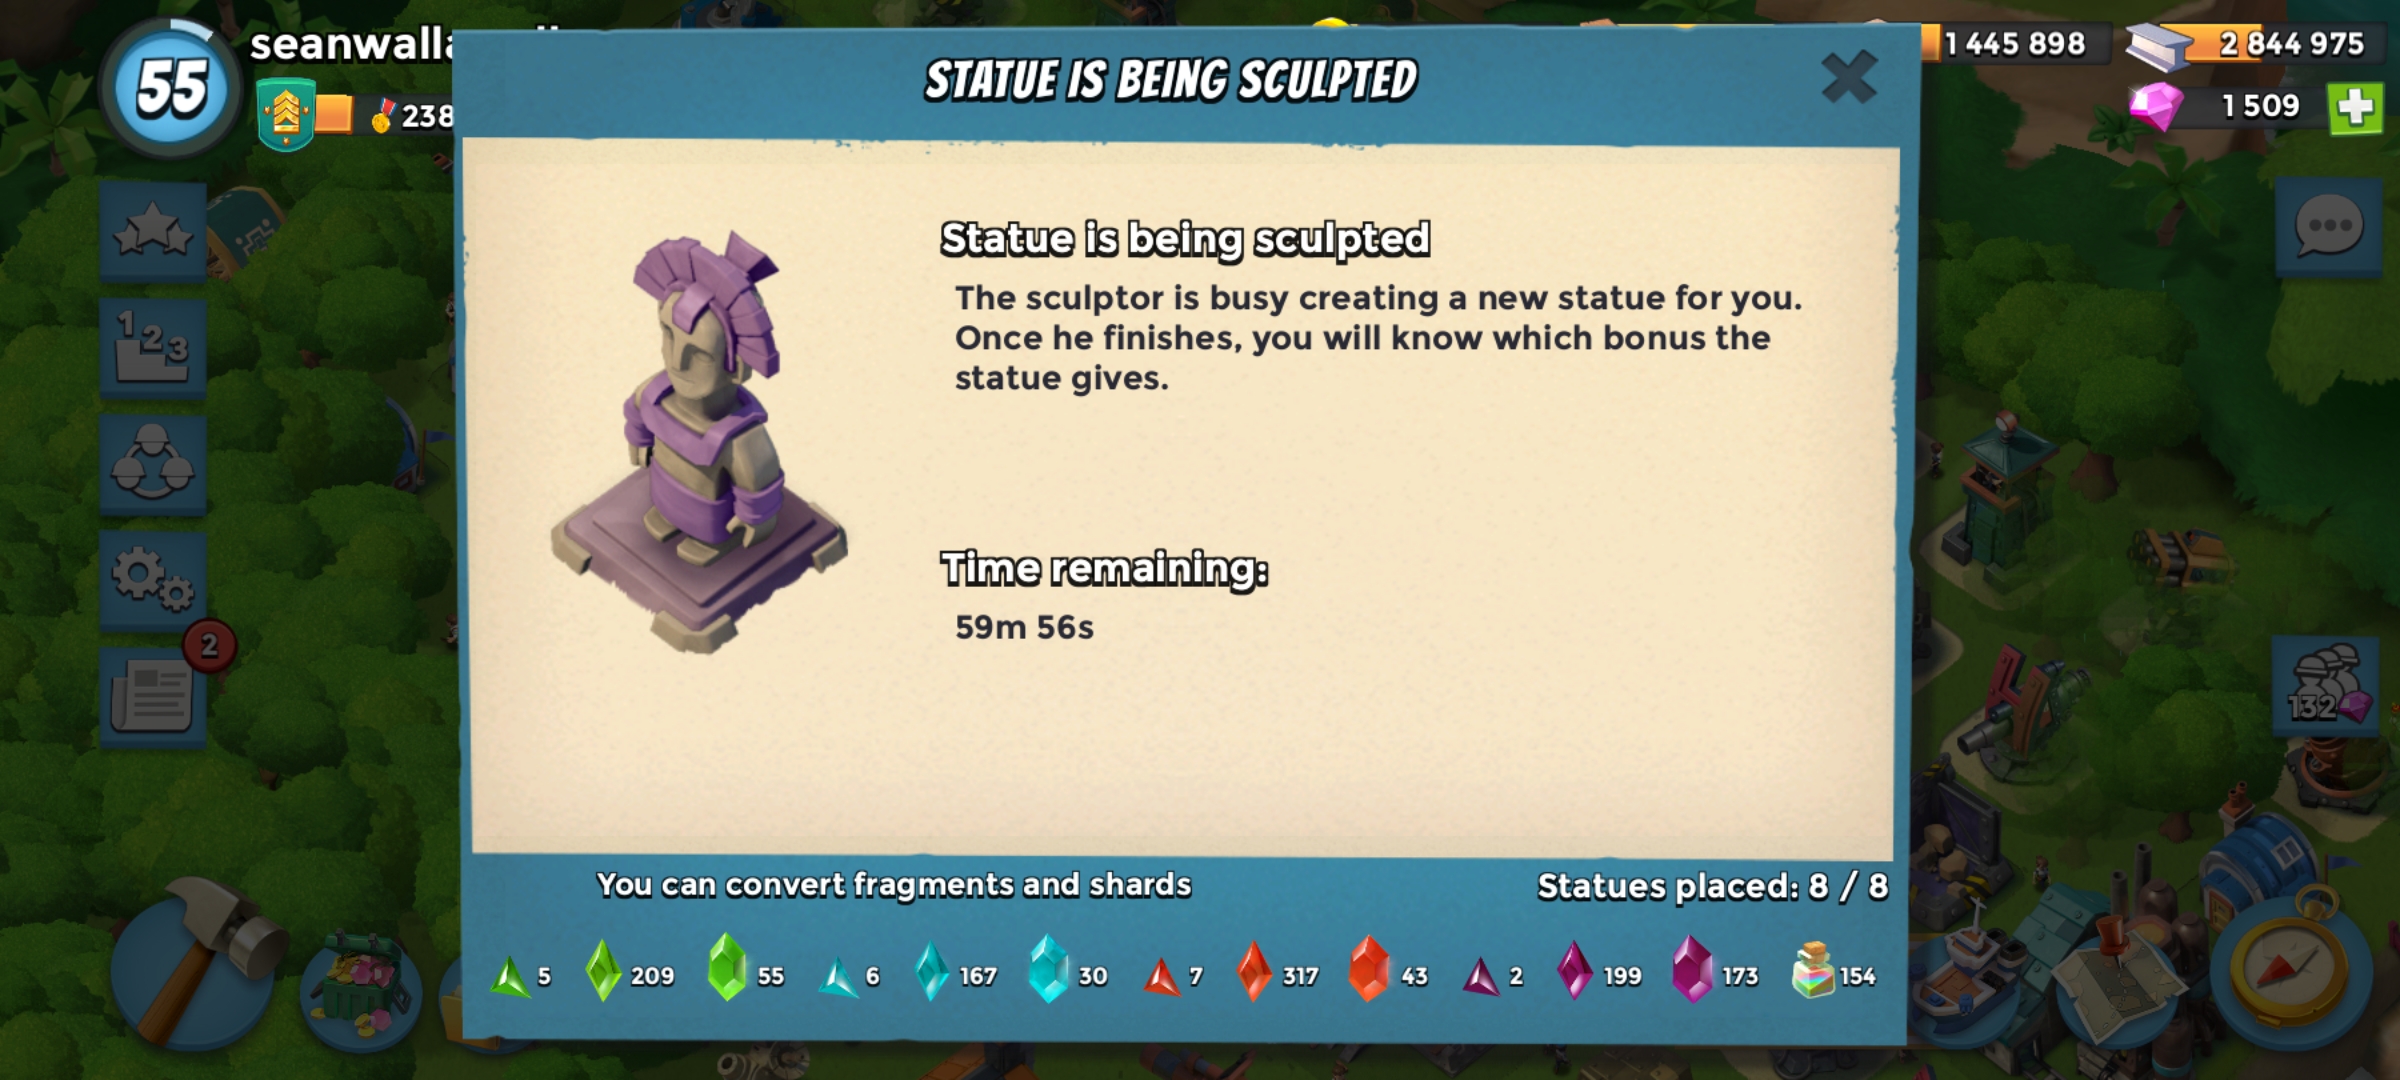 55
238
STATUE IS BEING SCULPTED
1 445 898
2 844 975
1 509
Statue is being sculpted
The sculptor is busy creating a new statue for you.
Once he finishes, you will know which bonus the
statue gives.
1 2 3
Time remaining:
59m 56s
2
132
You can convert fragments and shards
Statues placed: 8 / 8
5 209 55 6 167 30 7 317 43 2 199 173 154